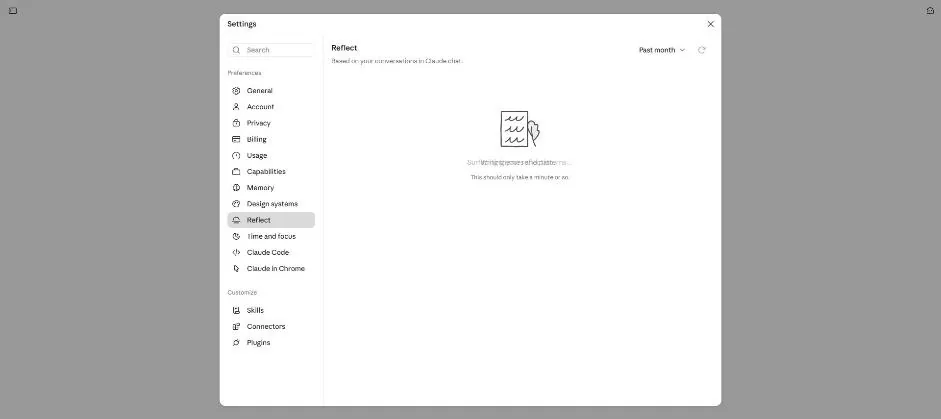 Settings
Search
Preferences
General
Account
Privacy
Billing
Usage
Capabilities
Memory
Design systems
Reflect
Time and focus
Claude Code
Claude in Chrome
Customize
Skills
Connectors
Plugins
Reflect
Past month
Based on your conversations in Claude chat.
This should only take a minute or so.